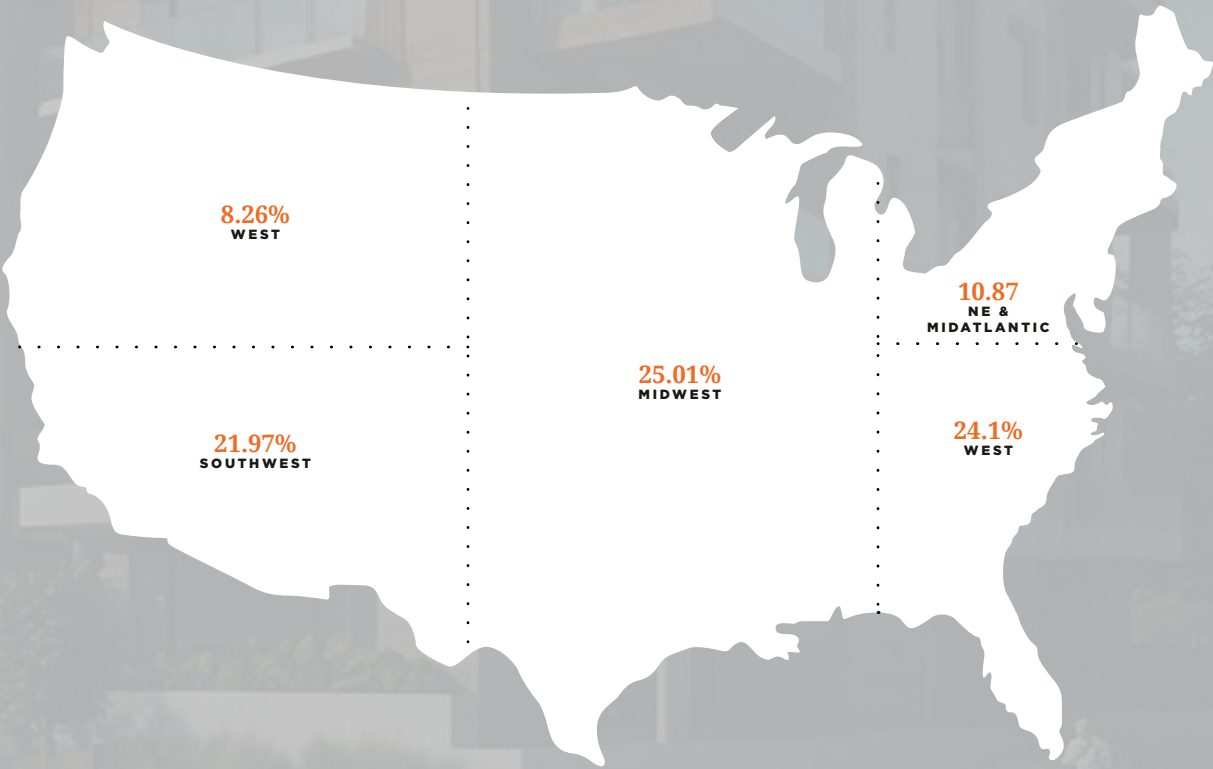 8.26%
WEST
10.87
NE &
MIDATLANTIC
25.01%
MIDWEST
24.1%
WEST
21.97%
SOUTHWEST